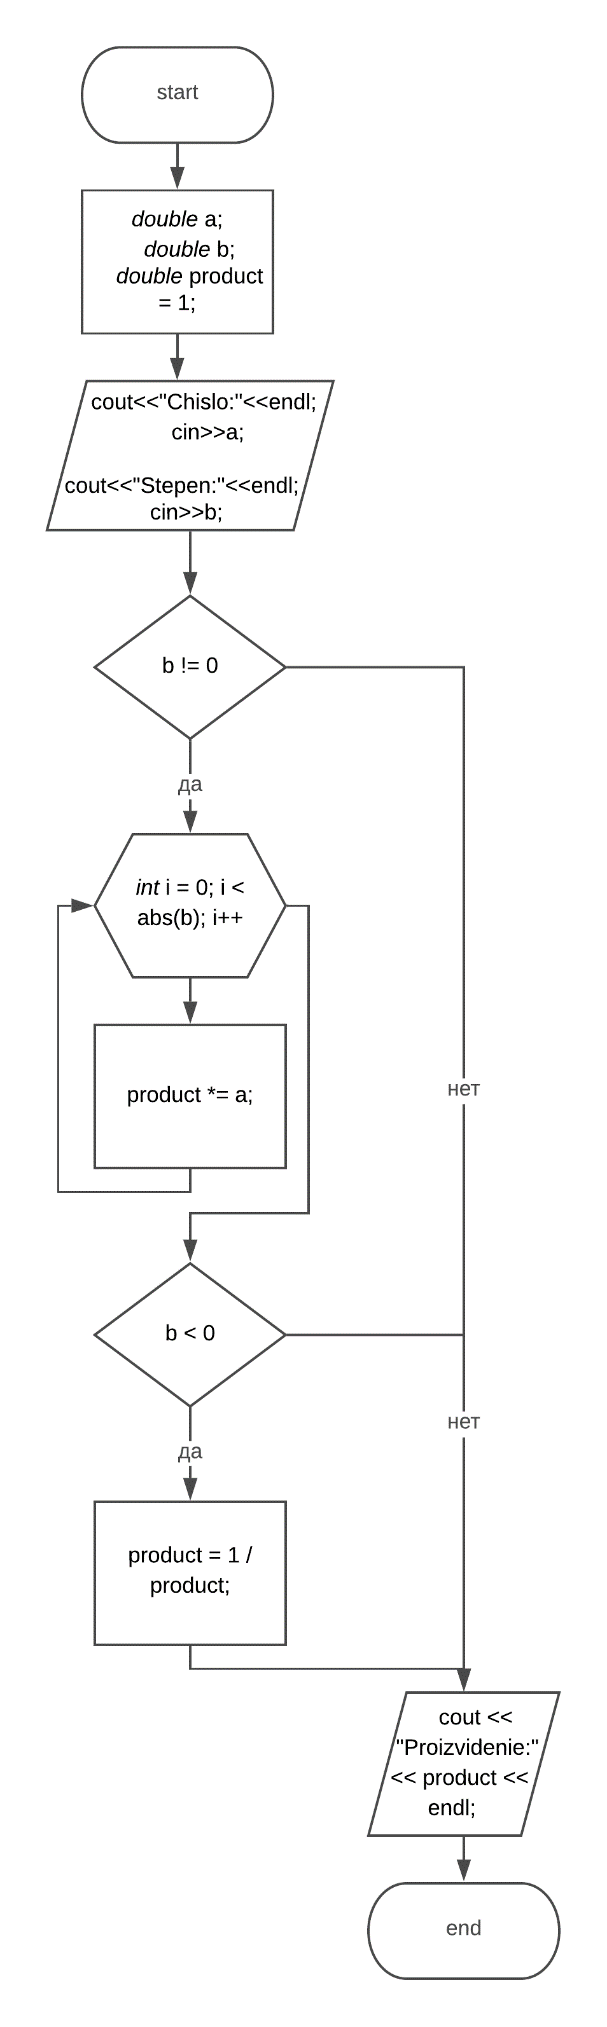 start
double a;
double b;
double product
= 1;
cout<<"Chislo:"<<endl;
cin>>a;
cout<<"Stepen:"<<endl;
cin>>b;
b != 0
да
int i = 0; i <
abs(b); i++
product *= a;
нет
b < 0
нет
да
product = 1 /
product;
cout <<
"Proizvidenie:"
<< product <<
endl;
end